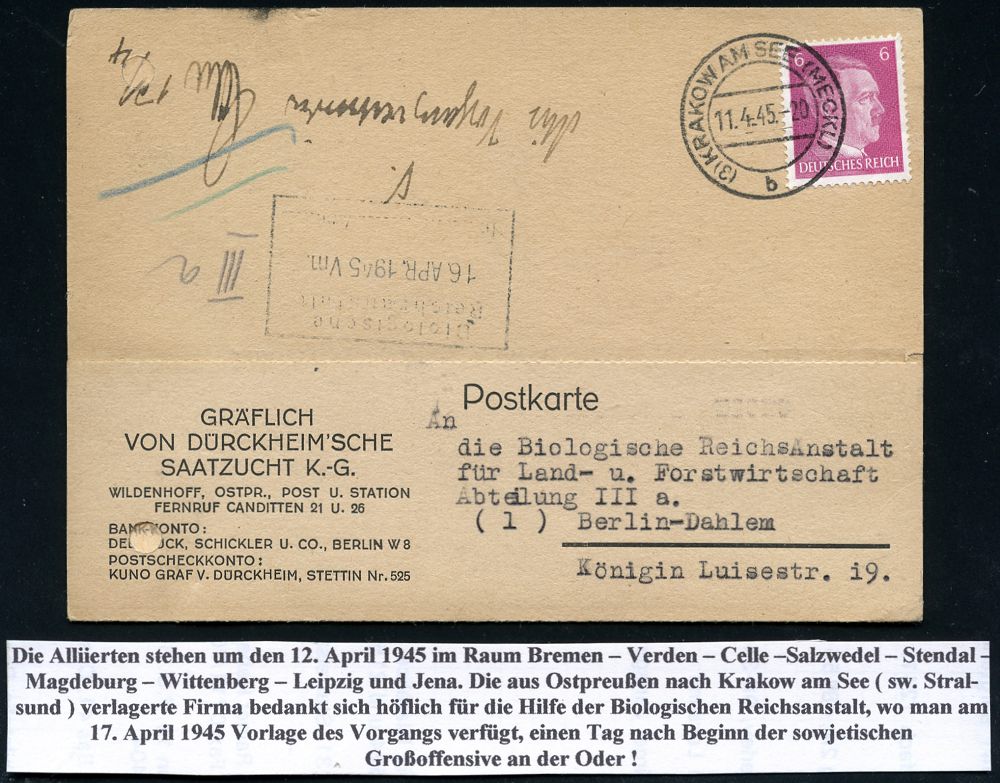 (3) KRAKOW AM SEE (MECKL)
11.4.45.-20
b
6 6
DEUTSCHES REICH
III a
Biologische
Reichsanstalt
16. APR. 1945 Vm.
Postkarte
GRÄFLICH
VON DÜRCKHEIM'SCHE
SAATZUCHT K.-G.
WILDENHOFF, OSTPR., POST U. STATION
FERNRUF CANDITTEN 21 U. 26
BANK-KONTO:
DELBRÜCK, SCHICKLER U. CO., BERLIN W 8
POSTSCHECKKONTO:
KUNO GRAF V. DÜRCKHEIM, STETTIN Nr. 525
An
die Biologische ReichsAnstalt
für Land- u. Forstwirtschaft
Abteilung III a.
( l ) Berlin-Dahlem
Königin Luisestr. i9.
Die Alliierten stehen um den 12. April 1945 im Raum Bremen – Verden – Celle –Salzwedel – Stendal –
Magdeburg – Wittenberg – Leipzig und Jena. Die aus Ostpreußen nach Krakow am See ( sw. Stral-
sund ) verlagerte Firma bedankt sich höflich für die Hilfe der Biologischen Reichsanstalt, wo man am
17. April 1945 Vorlage des Vorgangs verfügt, einen Tag nach Beginn der sowjetischen
Großoffensive an der Oder !